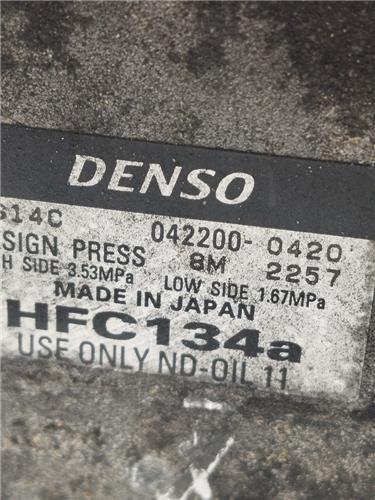 DENSO
S14C 042200-0420
SIGN PRESS 8M 2257
H SIDE 3.53MPa LOW SIDE 1.67MPa
MADE IN JAPAN
HFC134a
USE ONLY ND-OIL 11